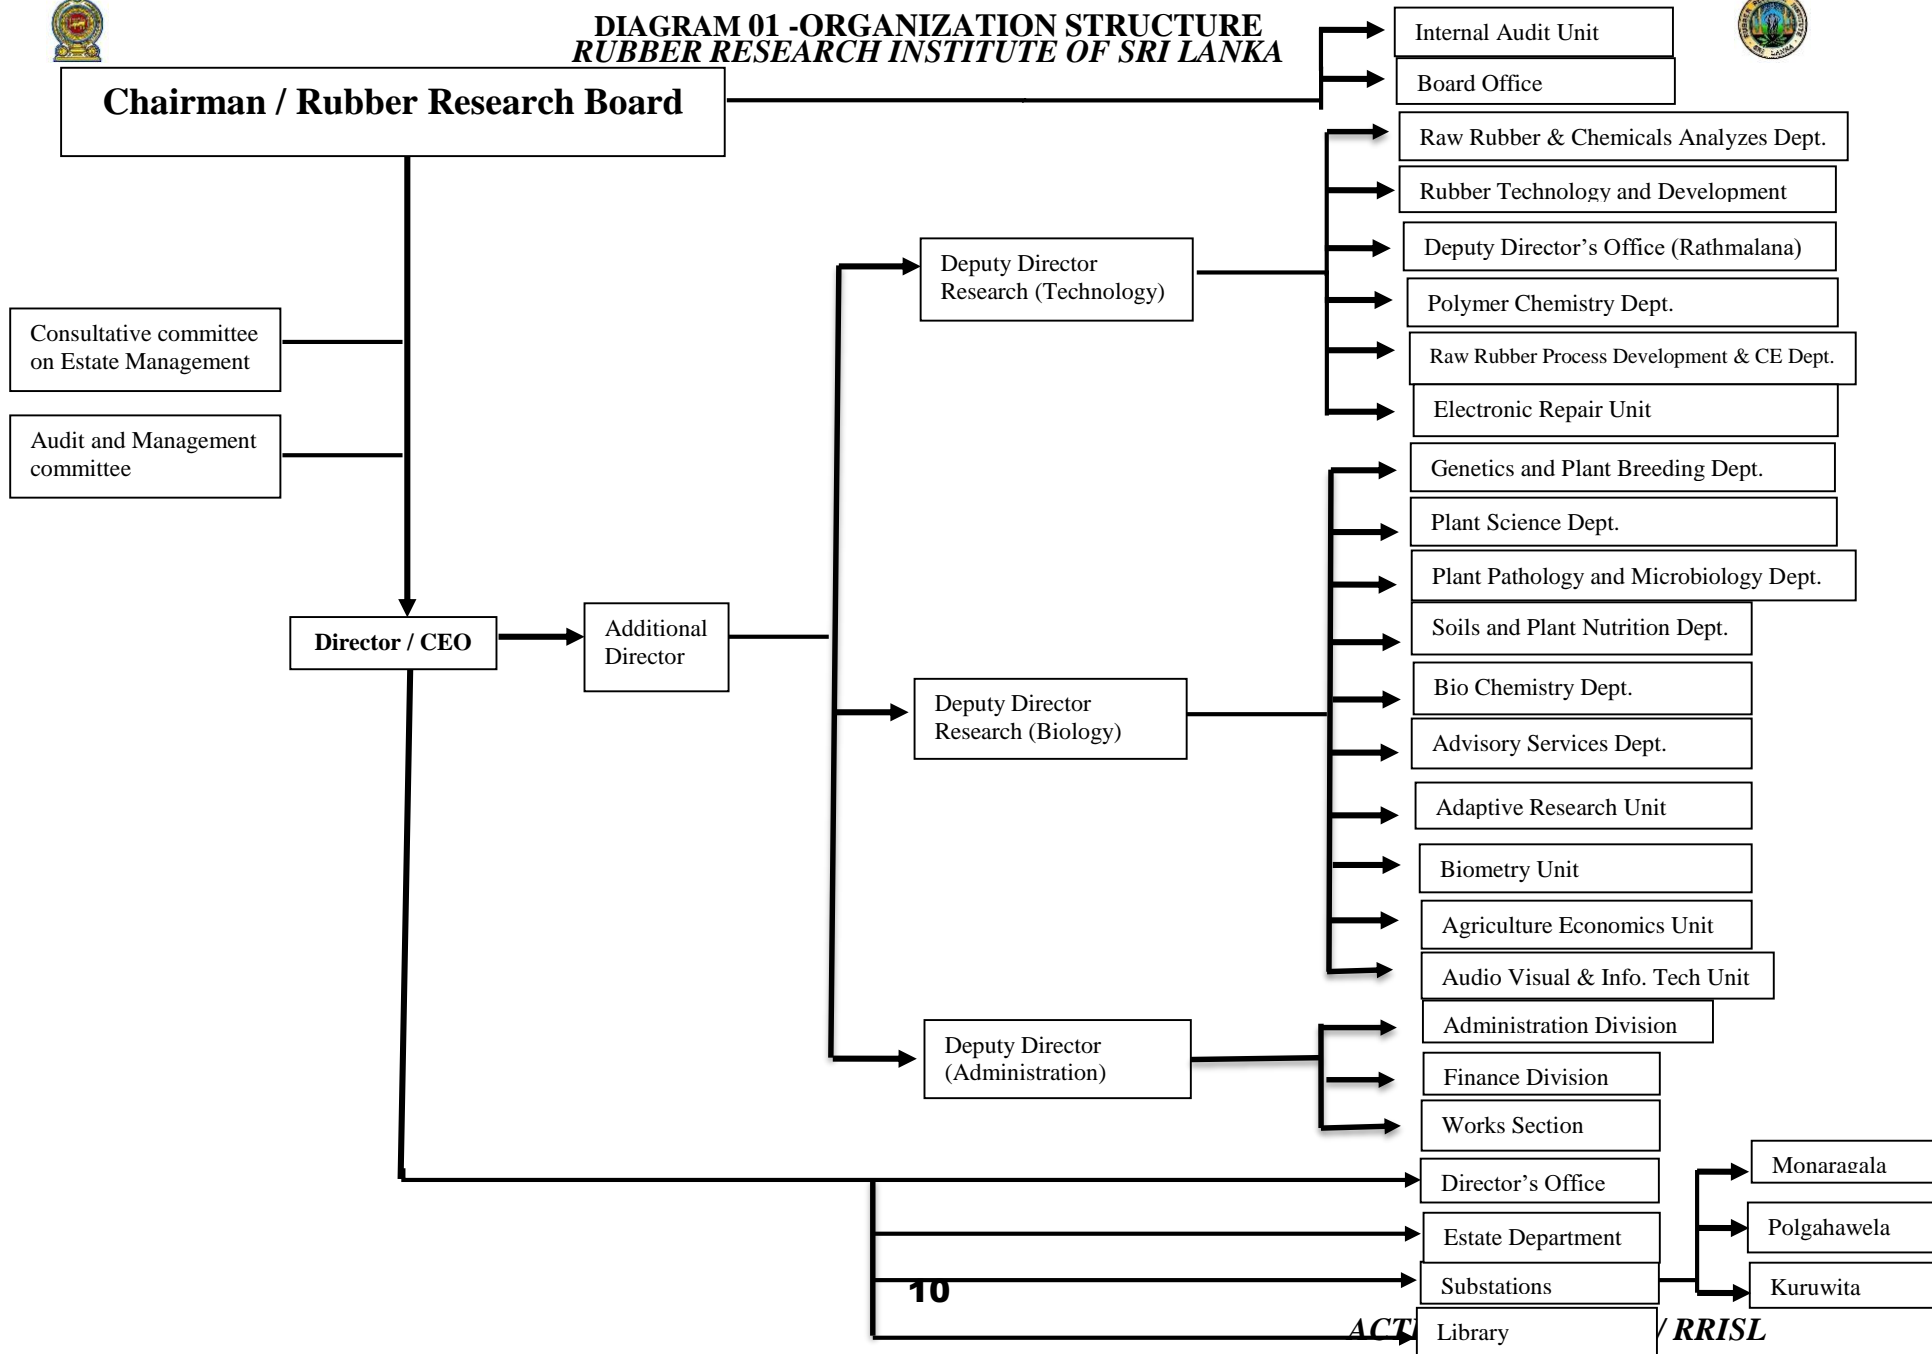 DIAGRAM 01 -ORGANIZATION STRUCTURE
RUBBER RESEARCH INSTITUTE OF SRI LANKA
Chairman / Rubber Research Board
Internal Audit Unit
Board Office
Raw Rubber & Chemicals Analyzes Dept.
Rubber Technology and Development
Deputy Director
Research (Technology)
Deputy Director’s Office (Rathmalana)
Polymer Chemistry Dept.
Raw Rubber Process Development & CE Dept.
Electronic Repair Unit
Consultative committee
on Estate Management
Audit and Management
committee
Genetics and Plant Breeding Dept.
Plant Science Dept.
Plant Pathology and Microbiology Dept.
Soils and Plant Nutrition Dept.
Director / CEO
Additional
Director
Deputy Director
Research (Biology)
Bio Chemistry Dept.
Advisory Services Dept.
Adaptive Research Unit
Biometry Unit
Agriculture Economics Unit
Audio Visual & Info. Tech Unit
Deputy Director
(Administration)
Administration Division
Finance Division
Works Section
Director’s Office
Estate Department
Substations
Library
Monaragala
Polgahawela
Kuruwita
10
/ RRISL